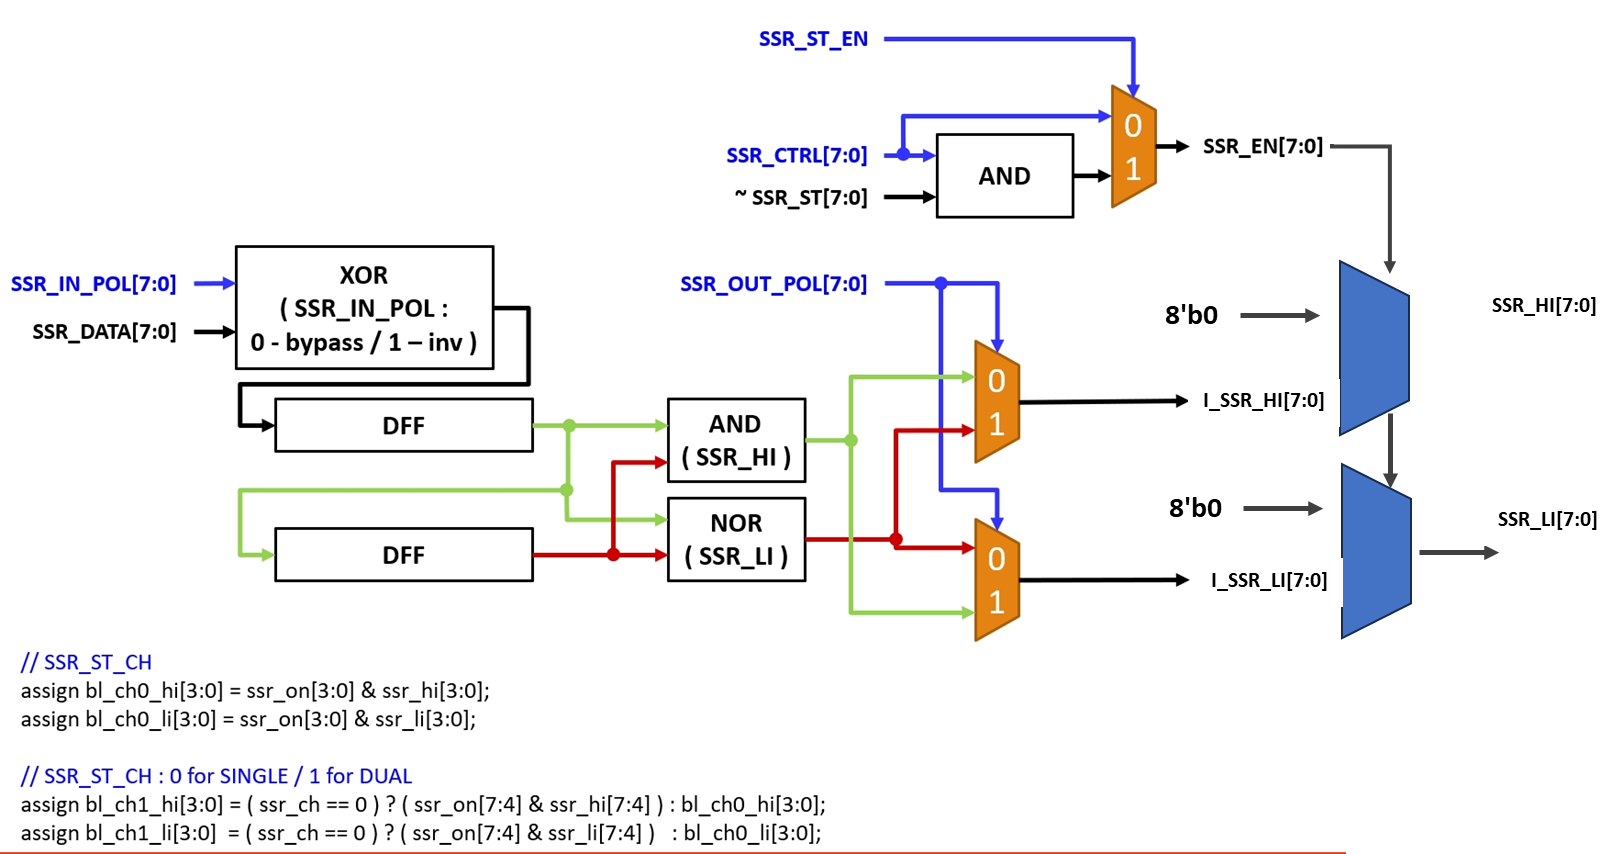 SSR_ST_EN
0
1
SSR_CTRL[7:0]
AND
~ SSR_ST[7:0]
SSR_EN[7:0]
SSR_IN_POL[7:0]
SSR_DATA[7:0]
XOR
( SSR_IN_POL :
0 - bypass / 1 – inv )
SSR_OUT_POL[7:0]
8'b0
SSR_HI[7:0]
0
1
I_SSR_HI[7:0]
DFF
AND
( SSR_HI )
DFF
NOR
( SSR_LI )
8'b0
SSR_LI[7:0]
0
1
I_SSR_LI[7:0]
// SSR_ST_CH
assign bl_ch0_hi[3:0] = ssr_on[3:0] & ssr_hi[3:0];
assign bl_ch0_li[3:0] = ssr_on[3:0] & ssr_li[3:0];
// SSR_ST_CH : 0 for SINGLE / 1 for DUAL
assign bl_ch1_hi[3:0] = ( ssr_ch == 0 ) ? ( ssr_on[7:4] & ssr_hi[7:4] ) : bl_ch0_hi[3:0];
assign bl_ch1_li[3:0] = ( ssr_ch == 0 ) ? ( ssr_on[7:4] & ssr_li[7:4] ) : bl_ch0_li[3:0];